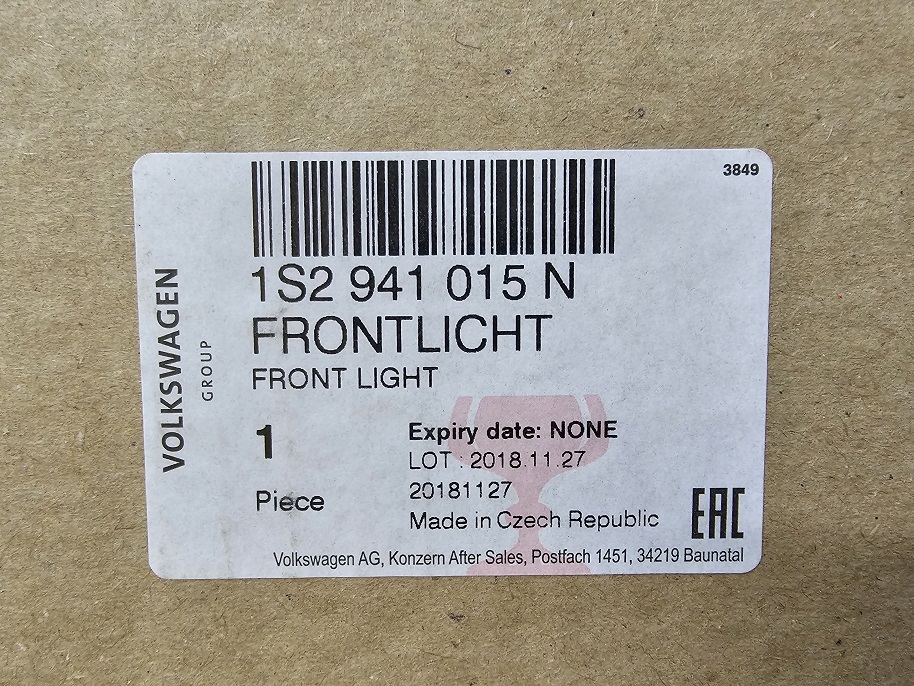 3849
1S2 941 015 N
FRONTLICHT
FRONT LIGHT
VOLKSWAGEN
GROUP
1
Piece
Expiry date: NONE
LOT : 2018.11.27
20181127
Made in Czech Republic
EAC
Volkswagen AG, Konzern After Sales, Postfach 1451, 34219 Baunatal